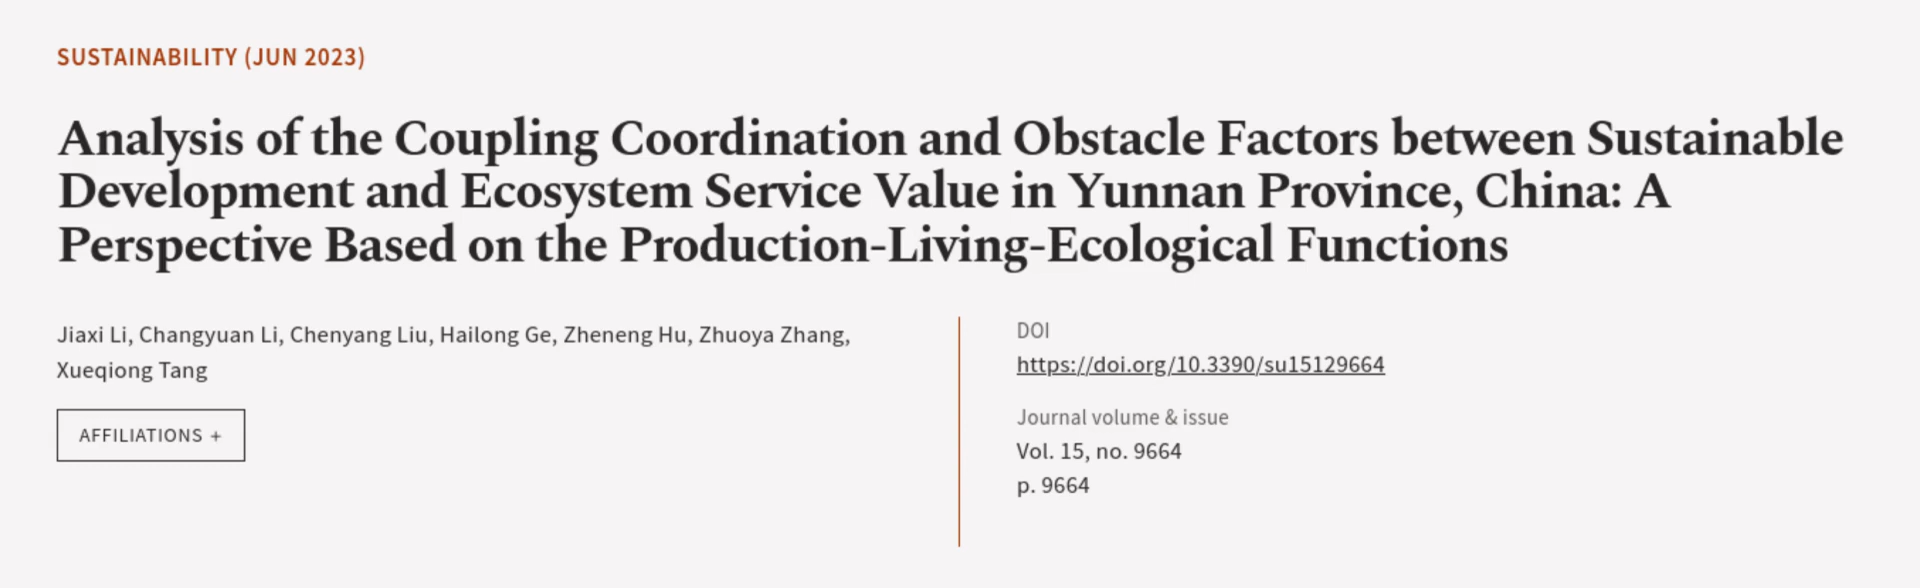 SUSTAINABILITY (JUN 2023)
Analysis of the Coupling Coordination and Obstacle Factors between Sustainable
Development and Ecosystem Service Value in Yunnan Province, China: A
Perspective Based on the Production-Living-Ecological Functions
Jiaxi Li, Changyuan Li, Chenyang Liu, Hailong Ge, Zheneng Hu, Zhuoya Zhang,
Xueqiong Tang
AFFILIATIONS +
DOI
https://doi.org/10.3390/su15129664
Journal volume & issue
Vol. 15, no. 9664
p. 9664